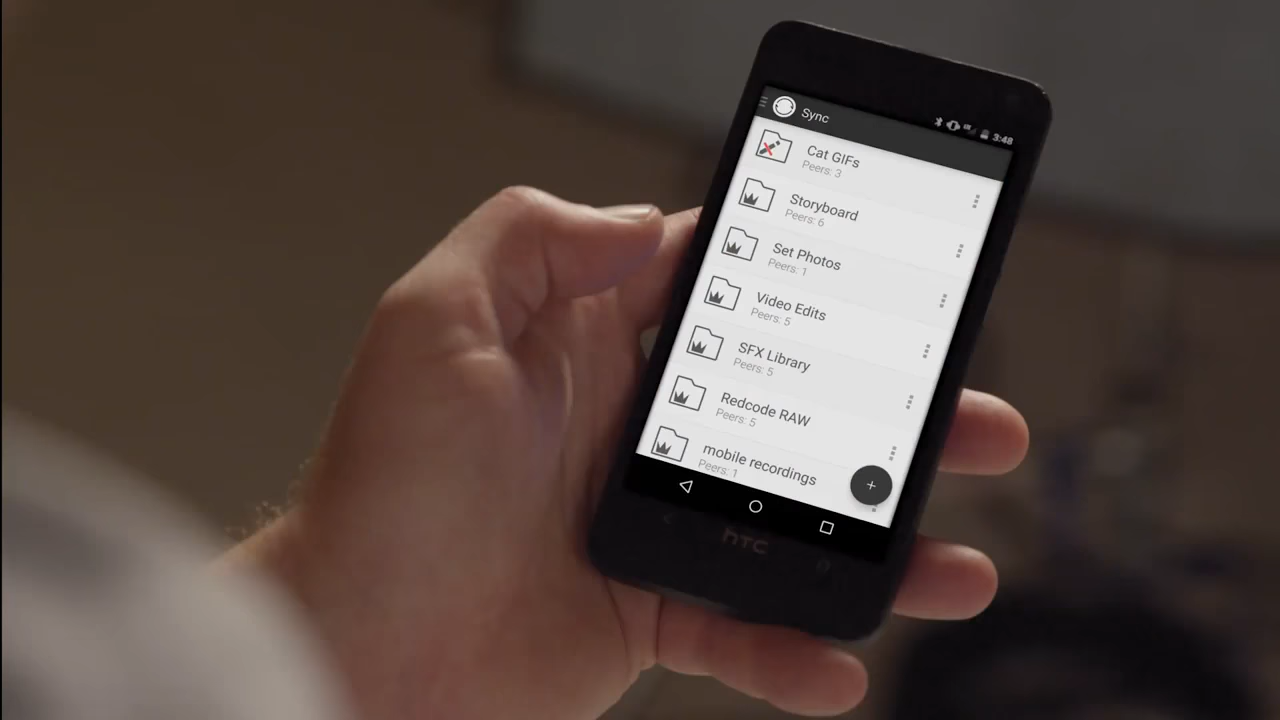 Sync
3:48
Cat GIFs
Peers: 3
Storyboard
Peers: 6
Set Photos
Peers: 1
Video Edits
Peers: 5
SFX Library
Peers: 5
Redcode RAW
Peers: 5
mobile recordings
Peers: 1
hTC